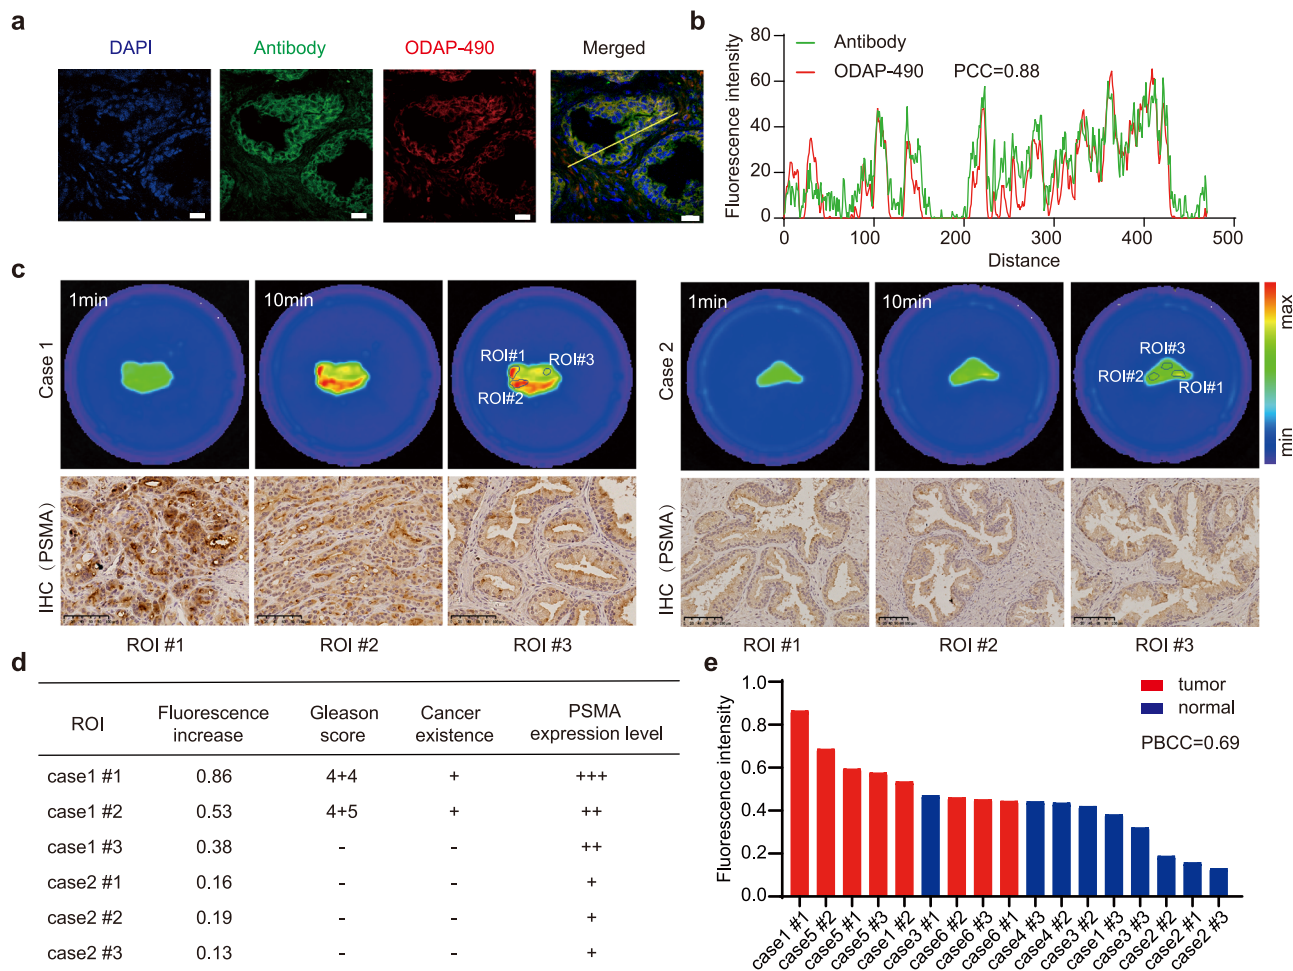 a
DAPI
Antibody
ODAP-490
Merged
b
Fluorescence intensity
80
60
40
20
0
Antibody
ODAP-490
PCC=0.88
0
100
200
300
400
500
Distance
c
Case 1
1min
10min
ROI#1
ROI#3
ROI#2
Case 2
1min
10min
ROI#3
ROI#2
ROI#1
max
min
IHC (PSMA)
ROI #1
ROI #2
ROI #3
IHC (PSMA)
ROI #1
ROI #2
ROI #3
d
ROI Fluorescence increase Gleason score Cancer existence PSMA expression level
case1 #1 0.86 4+4 + +++
case1 #2 0.53 4+5 + ++
case1 #3 0.38 - - ++
case2 #1 0.16 - - +
case2 #2 0.19 - - +
case2 #3 0.13 - - +
e
Fluorescence intensity
1.0
0.8
0.6
0.4
0.2
0.0
tumor
normal
PBCC=0.69
case1 #1
case5 #2
case5 #1
case5 #3
case1 #2
case3 #1
case6 #2
case6 #3
case6 #1
case4 #3
case4 #2
case3 #2
case1 #3
case3 #3
case2 #2
case2 #1
case2 #3